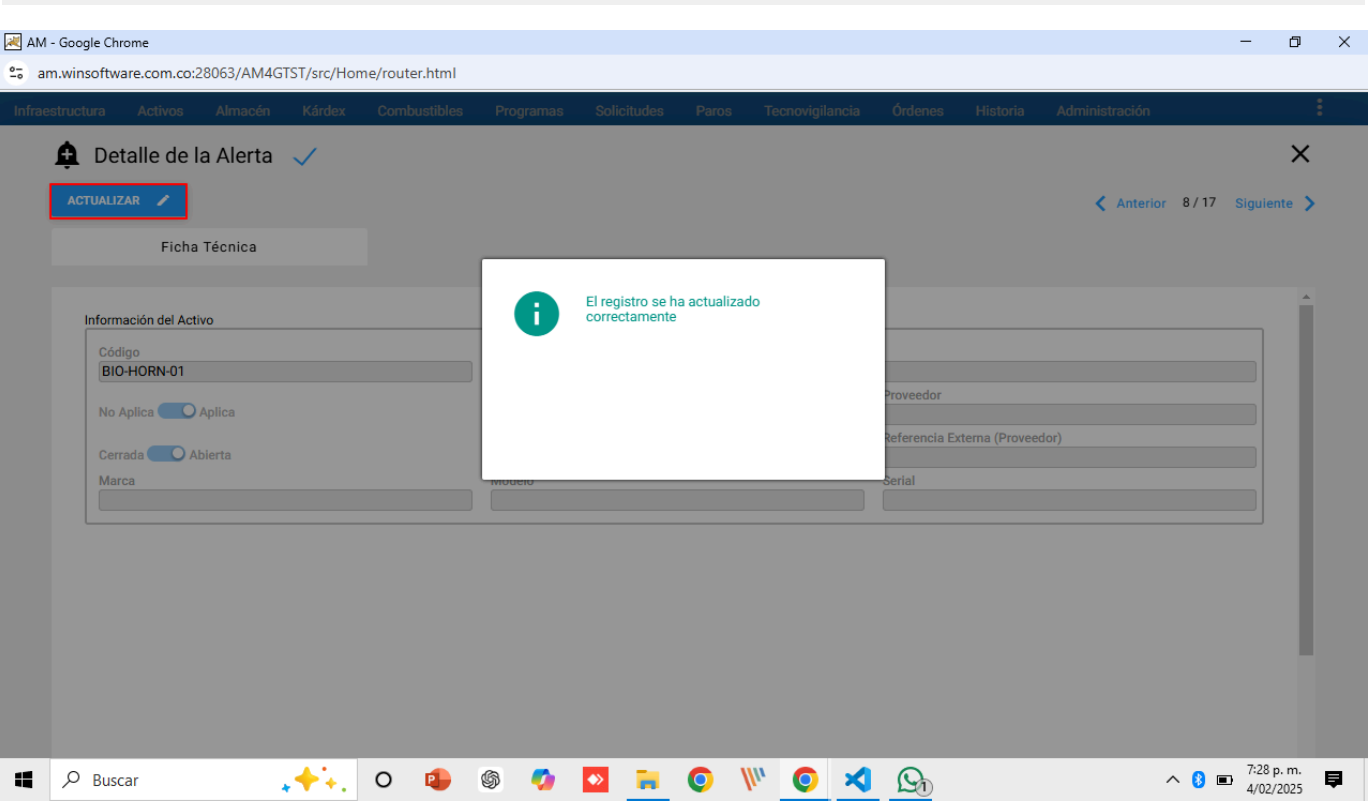 AM - Google Chrome
am.winsoftware.com.co:28063/AM4GTST/src/Home/router.html
Infraestructura Activos Almacén Kárdex Combustibles Programas Solicitudes Paros Tecnovigilancia Órdenes Historia Administración
Detalle de la Alerta
ACTUALIZAR
Anterior 8 / 17 Siguiente
Ficha Técnica
El registro se ha actualizado
correctamente
Información del Activo
Código
BIO-HORN-01
Proveedor
No Aplica Aplica
Referencia Externa (Proveedor)
Cerrada Abierta
Marca Modelo Serial
Buscar
1
7:28 p. m.
4/02/2025